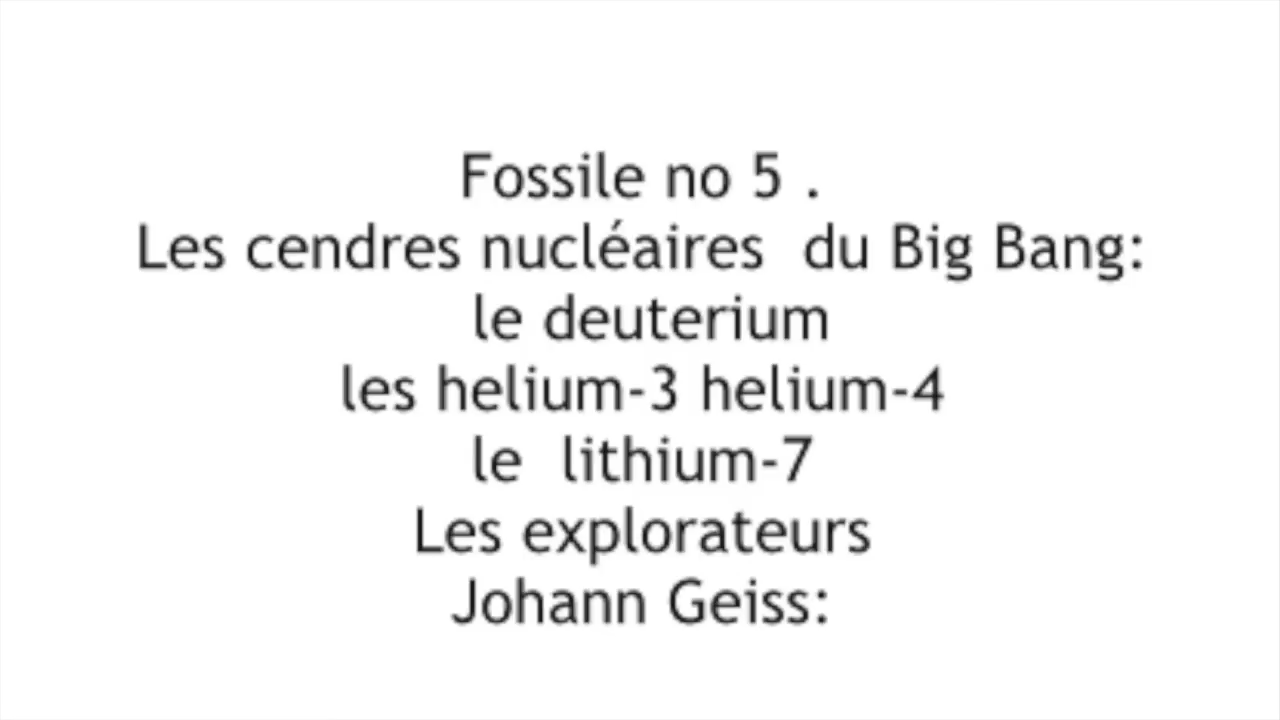 Fossile no 5 .
Les cendres nucléaires  du Big Bang:
le deuterium
les helium-3 helium-4
le  lithium-7
Les explorateurs
Johann Geiss: